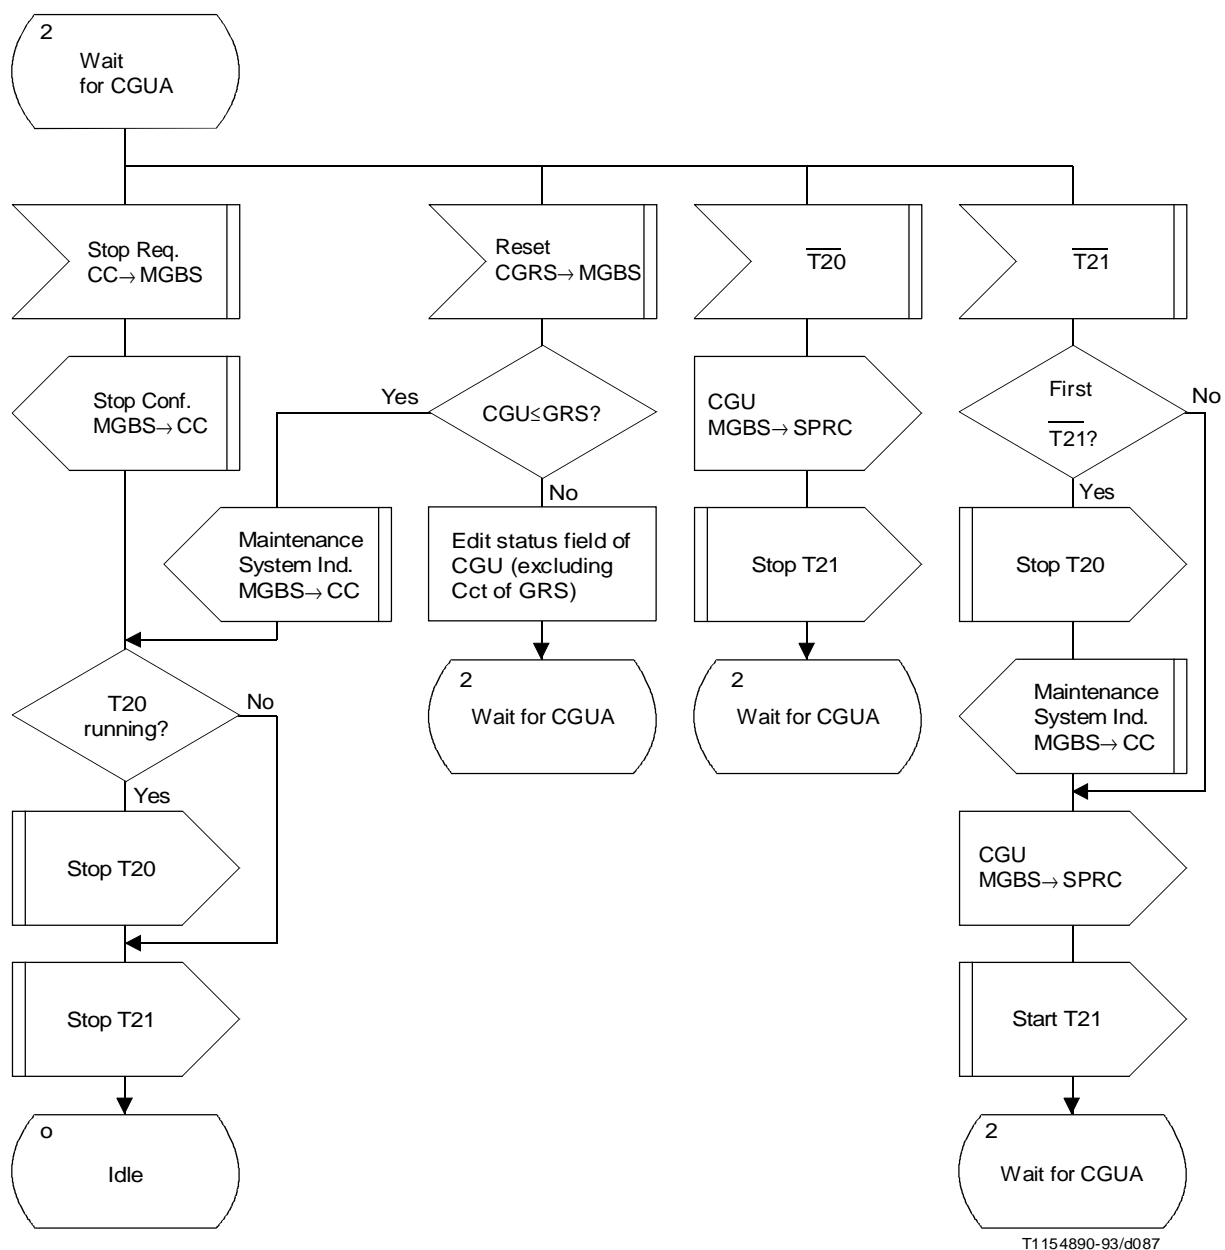 2
Wait
for CGUA
Stop Req.
CC→MGBS
Reset
CGRS→MGBS
T20
T21
Stop Conf.
MGBS→CC
Yes
CGU≤GRS?
No
CGU
MGBS→SPRC
First
T21?
No
Yes
Maintenance
System Ind.
MGBS→CC
Edit status field of
CGU (excluding
Cct of GRS)
Stop T21
Stop T20
T20
running?
No
Yes
2
Wait for CGUA
2
Wait for CGUA
Maintenance
System Ind.
MGBS→CC
Stop T20
CGU
MGBS→SPRC
Stop T21
Start T21
o
Idle
2
Wait for CGUA
T1154890-93/d087